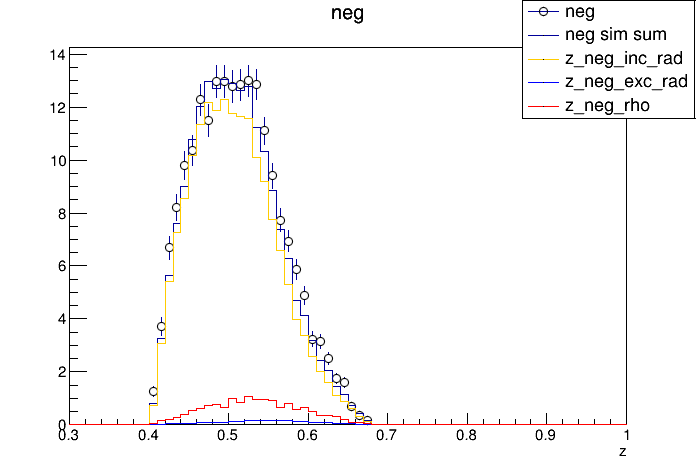 neg
neg
neg sim sum
z_neg_inc_rad
z_neg_exc_rad
z_neg_rho
14
12
10
8
6
4
2
0
0.3 0.4 0.5 0.6 0.7 0.8 0.9 1
z